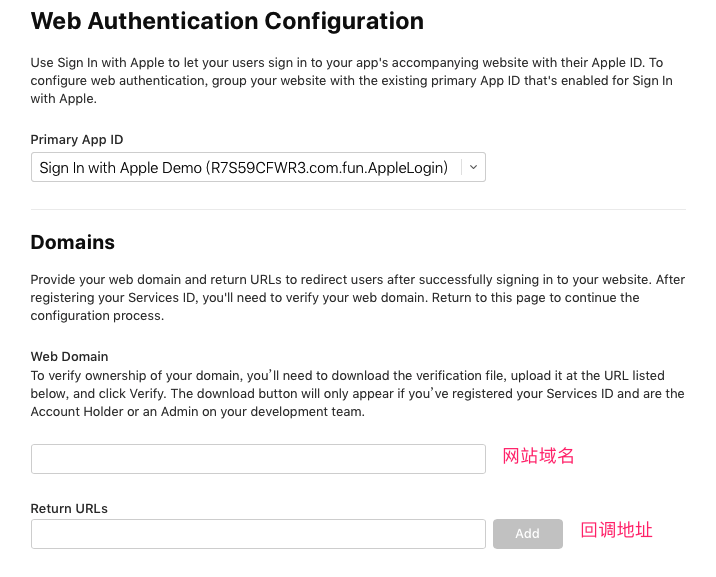 Web Authentication Configuration
Use Sign In with Apple to let your users sign in to your app's accompanying website with their Apple ID. To
configure web authentication, group your website with the existing primary App ID that's enabled for Sign In
with Apple.
Primary App ID
Sign In with Apple Demo (R7S59CFWR3.com.fun.AppleLogin)
Domains
Provide your web domain and return URLs to redirect users after successfully signing in to your website. After
registering your Services ID, you'll need to verify your web domain. Return to this page to continue the
configuration process.
Web Domain
To verify ownership of your domain, you’ll need to download the verification file, upload it at the URL listed
below, and click Verify. The download button will only appear if you’ve registered your Services ID and are the
Account Holder or an Admin on your development team.
网站域名
Return URLs
Add
回调地址